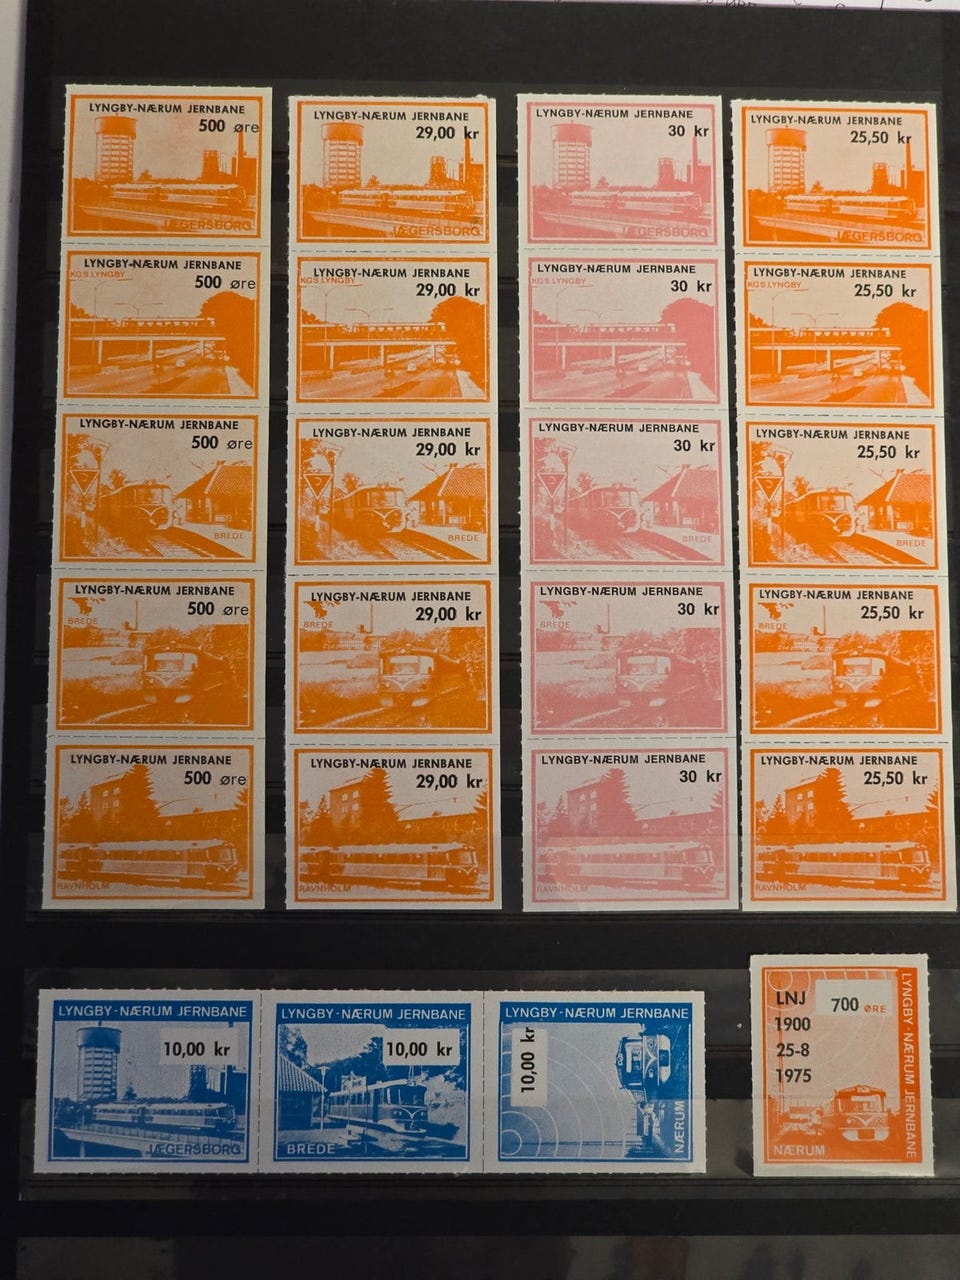 LYNGBY-NÆRUM JERNBANE
500 øre
JÆGERSBORG
LYNGBY-NÆRUM JERNBANE
KGS.LYNGBY
500 øre
LYNGBY-NÆRUM JERNBANE
500 øre
BREDE
LYNGBY-NÆRUM JERNBANE
500 øre
BREDE
LYNGBY-NÆRUM JERNBANE
500 øre
RAVNHOLM
LYNGBY-NÆRUM JERNBANE
29,00 kr
JÆGERSBORG
LYNGBY-NÆRUM JERNBANE
KGS.LYNGBY
29,00 kr
LYNGBY-NÆRUM JERNBANE
29,00 kr
BREDE
LYNGBY-NÆRUM JERNBANE
29,00 kr
BREDE
LYNGBY-NÆRUM JERNBANE
29,00 kr
RAVNHOLM
LYNGBY-NÆRUM JERNBANE
30 kr
JÆGERSBORG
LYNGBY-NÆRUM JERNBANE
KGS.LYNGBY
30 kr
LYNGBY-NÆRUM JERNBANE
30 kr
BREDE
LYNGBY-NÆRUM JERNBANE
30 kr
BREDE
LYNGBY-NÆRUM JERNBANE
30 kr
RAVNHOLM
LYNGBY-NÆRUM JERNBANE
25,50 kr
JÆGERSBORG
LYNGBY-NÆRUM JERNBANE
KGS.LYNGBY
25,50 kr
LYNGBY-NÆRUM JERNBANE
25,50 kr
BREDE
LYNGBY-NÆRUM JERNBANE
25,50 kr
BREDE
LYNGBY-NÆRUM JERNBANE
25,50 kr
RAVNHOLM
LYNGBY-NÆRUM JERNBANE
10,00 kr
JÆGERSBORG
LYNGBY-NÆRUM JERNBANE
10,00 kr
BREDE
LYNGBY-NÆRUM JERNBANE
10,00 kr
NÆRUM
LNJ
1900
25-8
1975
700 ØRE
LYNGBY-NÆRUM JERNBANE
NÆRUM